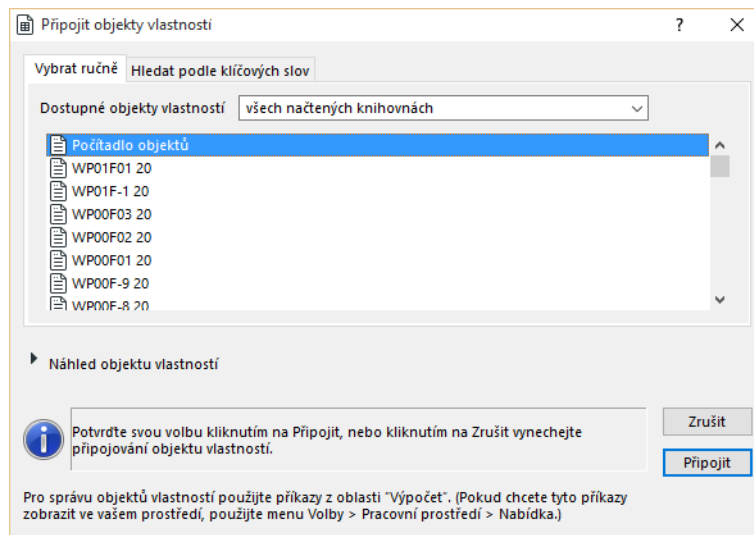 Připojit objekty vlastností
?
Vybrat ručně
Hledat podle klíčových slov
Dostupné objekty vlastností
všech načtených knihovnách
Počítadlo objektů
WP01F01 20
WP01F-1 20
WP00F03 20
WP00F02 20
WP00F01 20
WP00F-9 20
WP00F-8 20
Náhled objektu vlastností
Potvrďte svou volbu kliknutím na Připojit, nebo kliknutím na Zrušit vynechejte
připojování objektu vlastností.
Zrušit
Připojit
Pro správu objektů vlastností použijte příkazy z oblasti "Výpočet". (Pokud chcete tyto příkazy
zobrazit ve vašem prostředí, použijte menu Volby > Pracovní prostředí > Nabídka.)